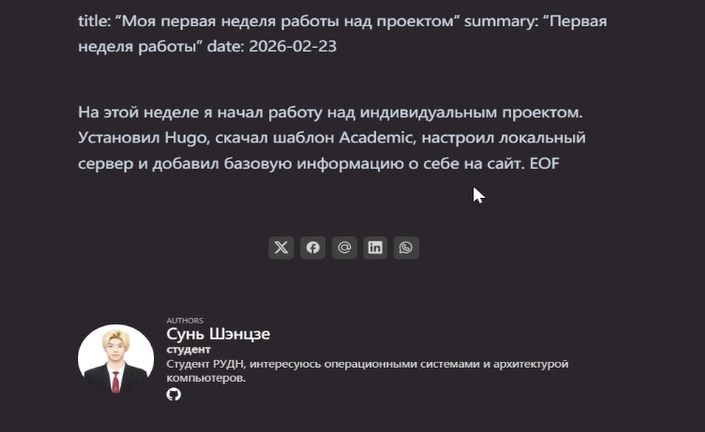 title: “Моя первая неделя работы над проектом“ summary: “Первая
неделя работы” date: 2026-02-23
На этой неделе я начал работу над индивидуальным проектом.
Установил Hugo, скачал шаблон Academic, настроил локальный
сервер и добавил базовую информацию о себе на сайт. EOF
AUTHORS
Сунь Шэнцзе
студент
Студент РУДН, интересуюсь операционными системами и архитектурой
компьютеров.